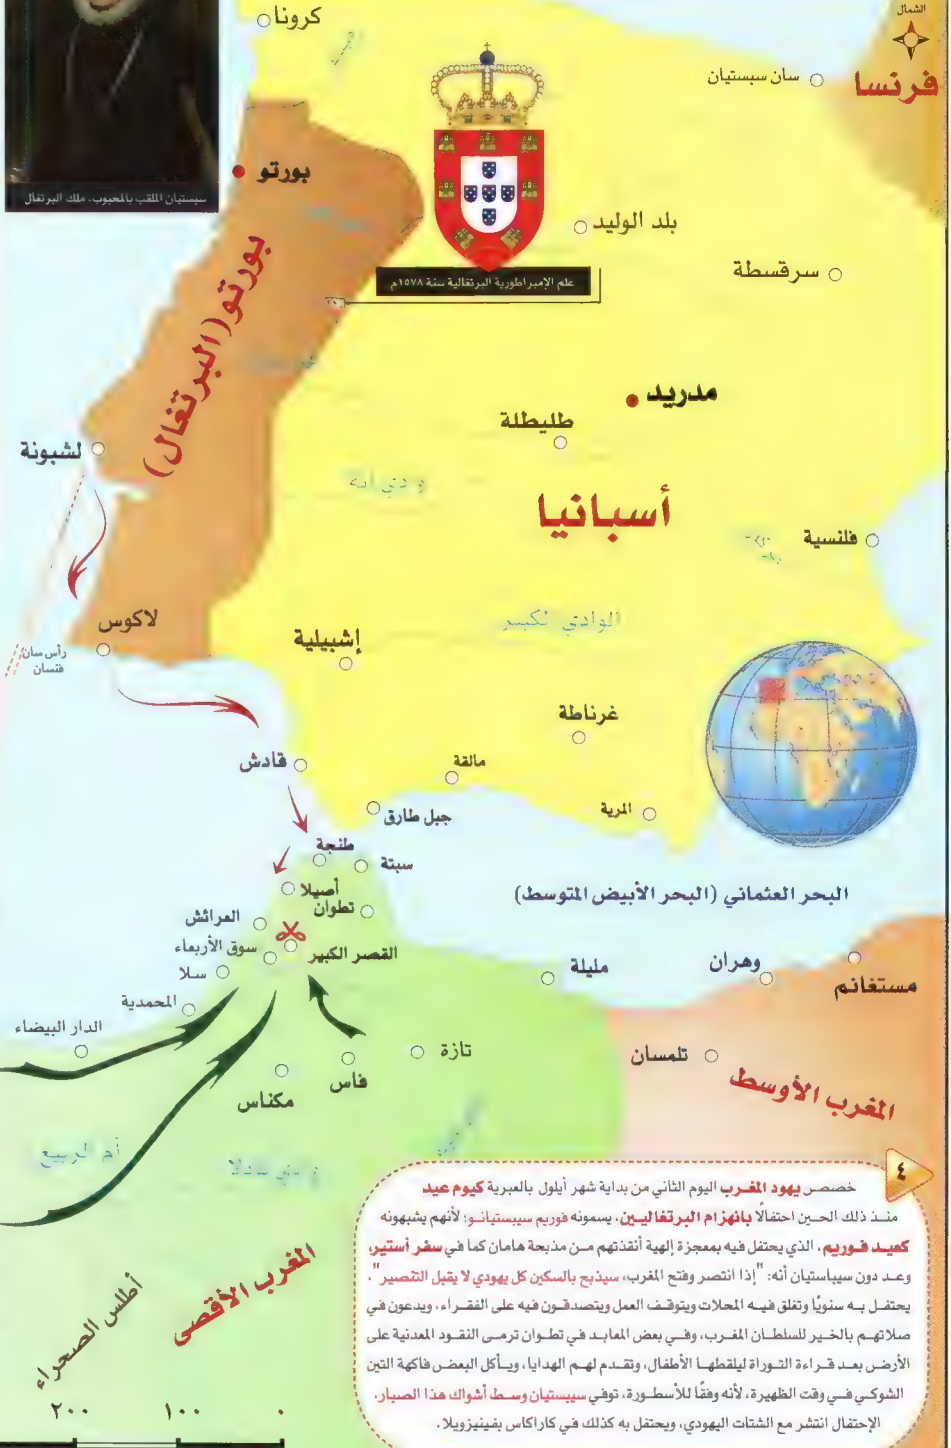 الشمال
فرنسا
كرونا
سان سبستيان
سبستيان الملقب بالمحبوب، ملك البرتغال
بورتو
بلد الوليد
سرقسطة
علم الإمبراطورية البرتغالية سنة ١٥٧٨م
بورتو(البرتغال)
مدريد
طليطلة
لشبونة
وادي آنة
أسبانيا
فلنسية
لاكوس
الوادي الكبير
إشبيلية
رأس سان
فنسان
غرناطة
قادش
مالقة
جبل طارق
المرية
طنجة
سبتة
أصيلا
تطوان
البحر العثماني (البحر الأبيض المتوسط)
العرائش
سوق الأربعاء
القصر الكبير
سلا
مليلة
وهران
مستغانم
المحمدية
الدار البيضاء
تازة
فاس
مكناس
تلمسان
المغرب الأوسط
أم الربيع
المغرب الأقصى
أطلس الصحراء
٢٠٠
١٠٠
٠
٤
خصص يهود المغرب اليوم الثاني من بداية شهر أيلول بالعبرية كيوم عيد
منذ ذلك الحين احتفالًا بانهزام البرتغاليين، يسمونه فوريم سيبستيانو؛ لأنهم يشبهونه
كعيد فوريم، الذي يحتفل فيه بمعجزة إلهية أنقذتهم من مذبحة هامان كما في سفر أستير،
وعد دون سيباستيان أنه: "إذا انتصر وفتح المغرب، سيذبح بالسكين كل يهودي لا يقبل التنصير"،
يحتفل به سنويًا وتغلق فيه المحلات ويتوقف العمل ويتصدقون فيه على الفقراء، ويدعون في
صلاتهم بالخير للسلطان المغرب، وفي بعض المعابد في تطوان ترمى النقود المعدنية على
الأرض بعد قراءة التوراة ليلقطها الأطفال، وتقدم لهم الهدايا، ويأكل البعض فاكهة التين
الشوكي في وقت الظهيرة، لأنه وفقًا للأسطورة، توفي سيبستيان وسط أشواك هذا الصبار،
الإحتفال انتشر مع الشتات اليهودي، ويحتفل به كذلك في كاراكاس بفينيزويلا.